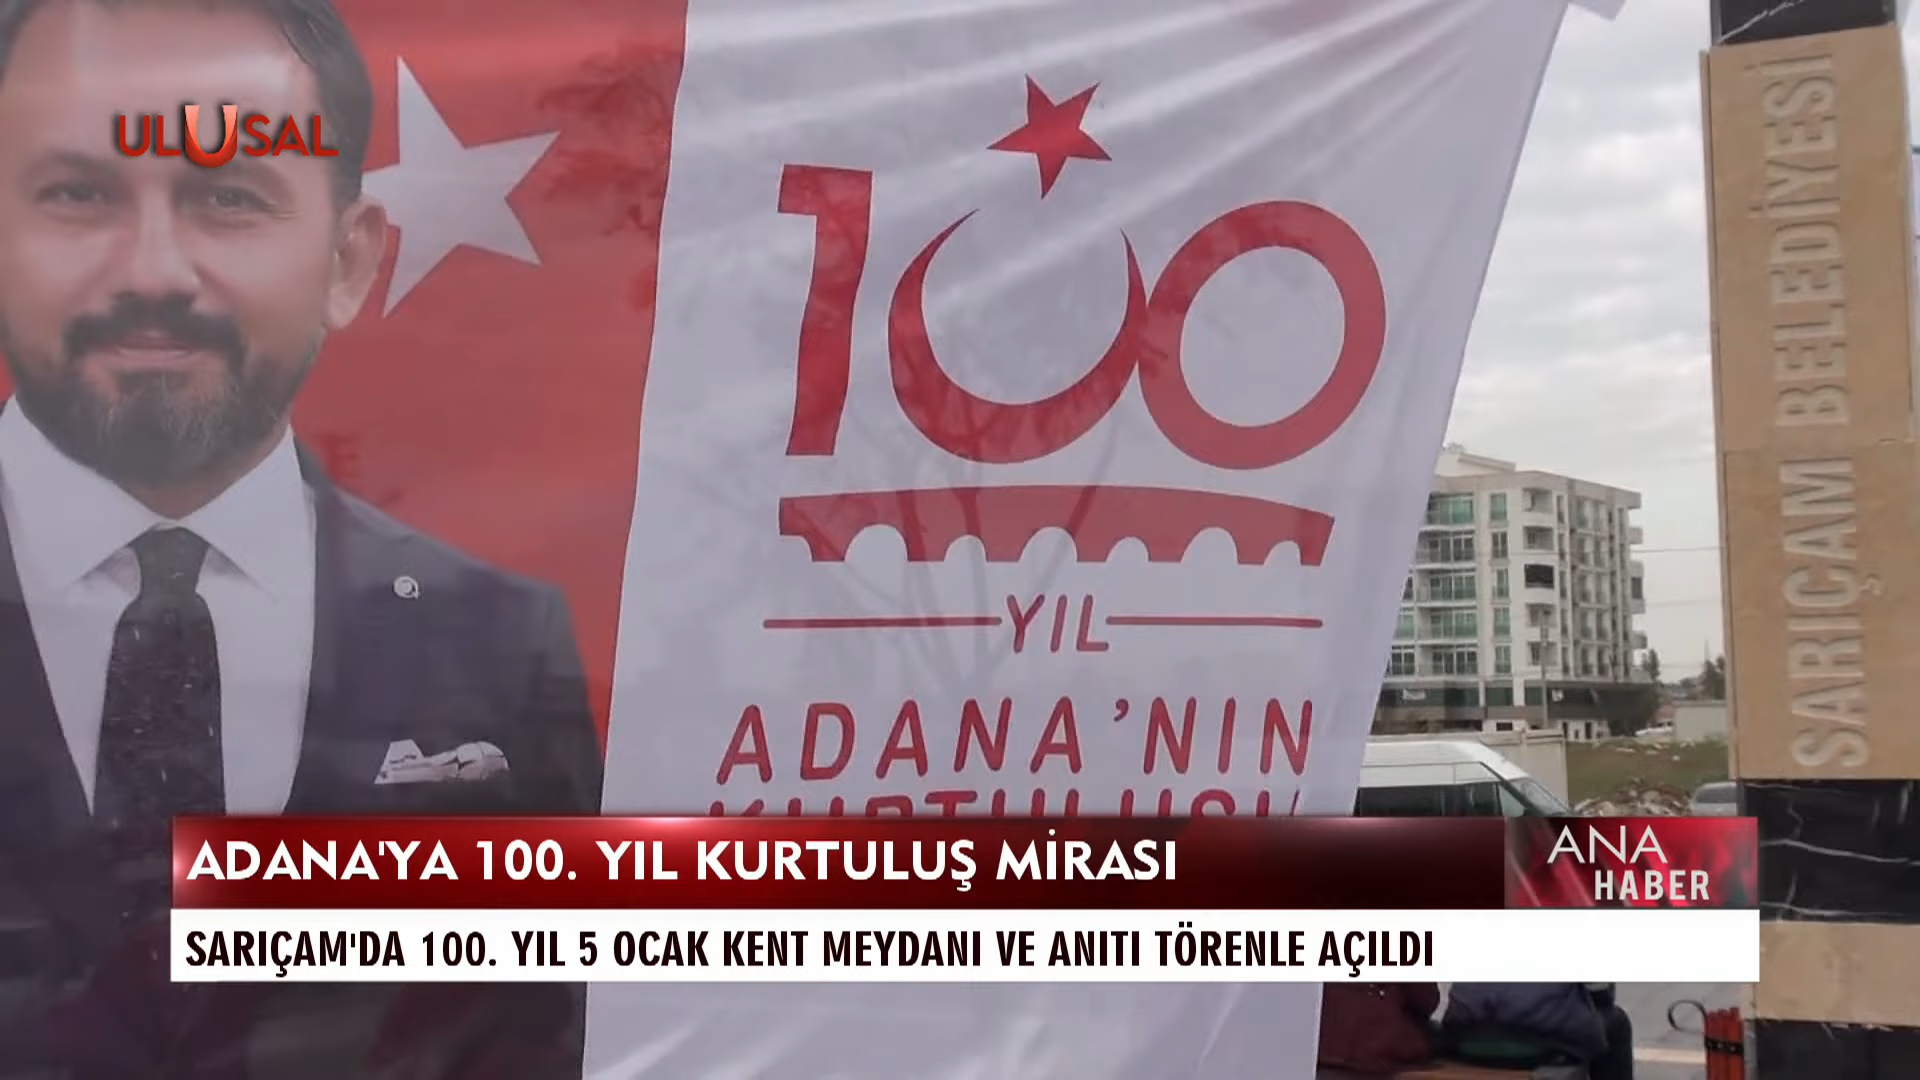 ULUSAL
100
YIL
ADANA'NIN
KURTULUŞU
SARIÇAM BELEDİYESİ
ADANA'YA 100. YIL KURTULUŞ MİRASI
ANA
HABER
SARIÇAM'DA 100. YIL 5 OCAK KENT MEYDANI VE ANITI TÖRENLE AÇILDI